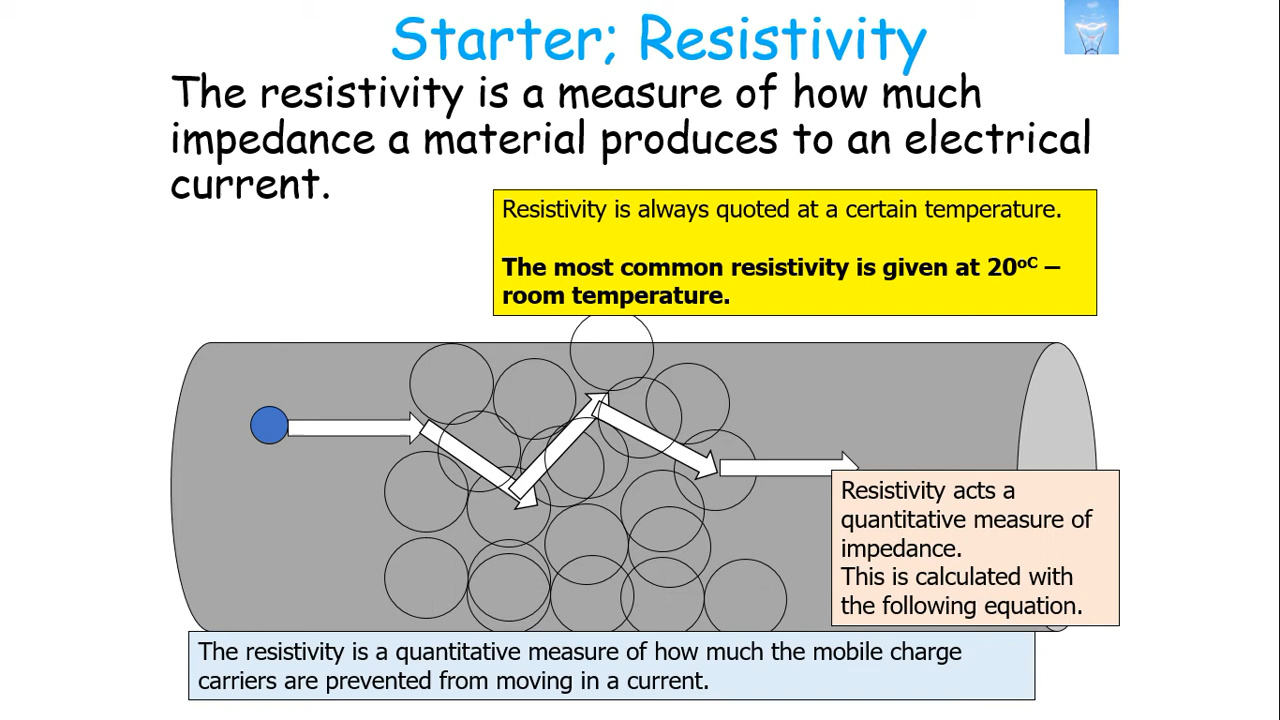 Starter; Resistivity
The resistivity is a measure of how much
impedance a material produces to an electrical
current.
Resistivity is always quoted at a certain temperature.
The most common resistivity is given at 20ᵒC –
room temperature.
Resistivity acts a
quantitative measure of
impedance.
This is calculated with
the following equation.
The resistivity is a quantitative measure of how much the mobile charge
carriers are prevented from moving in a current.